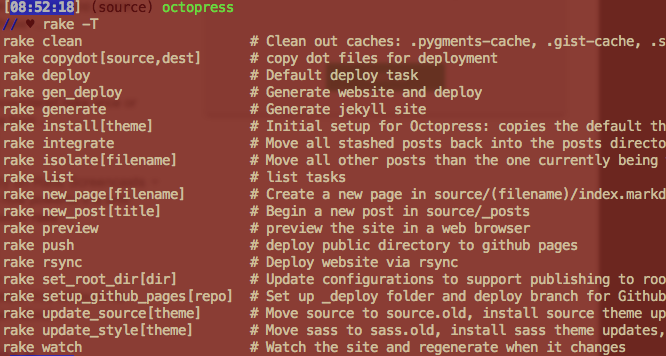 [08:52:18] (source) octopress
// ♥ rake -T
rake clean # Clean out caches: .pygments-cache, .gist-cache, .s
rake copydot[source,dest] # copy dot files for deployment
rake deploy # Default deploy task
rake gen_deploy # Generate website and deploy
rake generate # Generate jekyll site
rake install[theme] # Initial setup for Octopress: copies the default th
rake integrate # Move all stashed posts back into the posts directo
rake isolate[filename] # Move all other posts than the one currently being
rake list # list tasks
rake new_page[filename] # Create a new page in source/(filename)/index.markd
rake new_post[title] # Begin a new post in source/_posts
rake preview # preview the site in a web browser
rake push # deploy public directory to github pages
rake rsync # Deploy website via rsync
rake set_root_dir[dir] # Update configurations to support publishing to roo
rake setup_github_pages[repo] # Set up _deploy folder and deploy branch for Github
rake update_source[theme] # Move source to source.old, install source theme up
rake update_style[theme] # Move sass to sass.old, install sass theme updates,
rake watch # Watch the site and regenerate when it changes